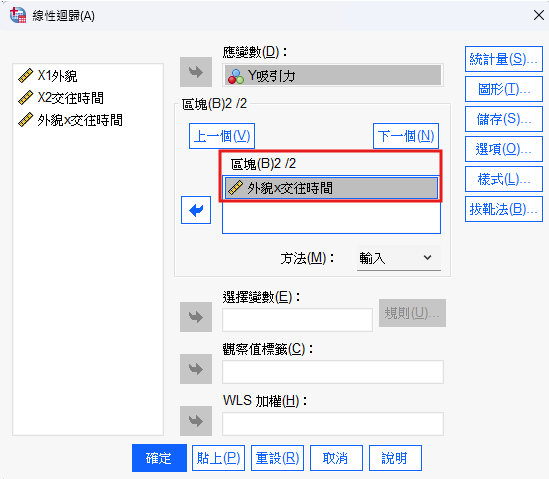 線性迴歸(A)
X1外貌
X2交往時間
外貌x交往時間
應變數(D)：
Y吸引力
區塊(B)2 /2
上一個(V)
下一個(N)
區塊(B)2 /2
外貌x交往時間
方法(M)：
輸入
選擇變數(E)：
規則(U)...
觀察值標籤(C)：
WLS 加權(H)：
統計量(S)...
圖形(T)...
儲存(S)...
選項(O)...
樣式(L)...
拔靴法(B)...
確定
貼上(P)
重設(R)
取消
說明